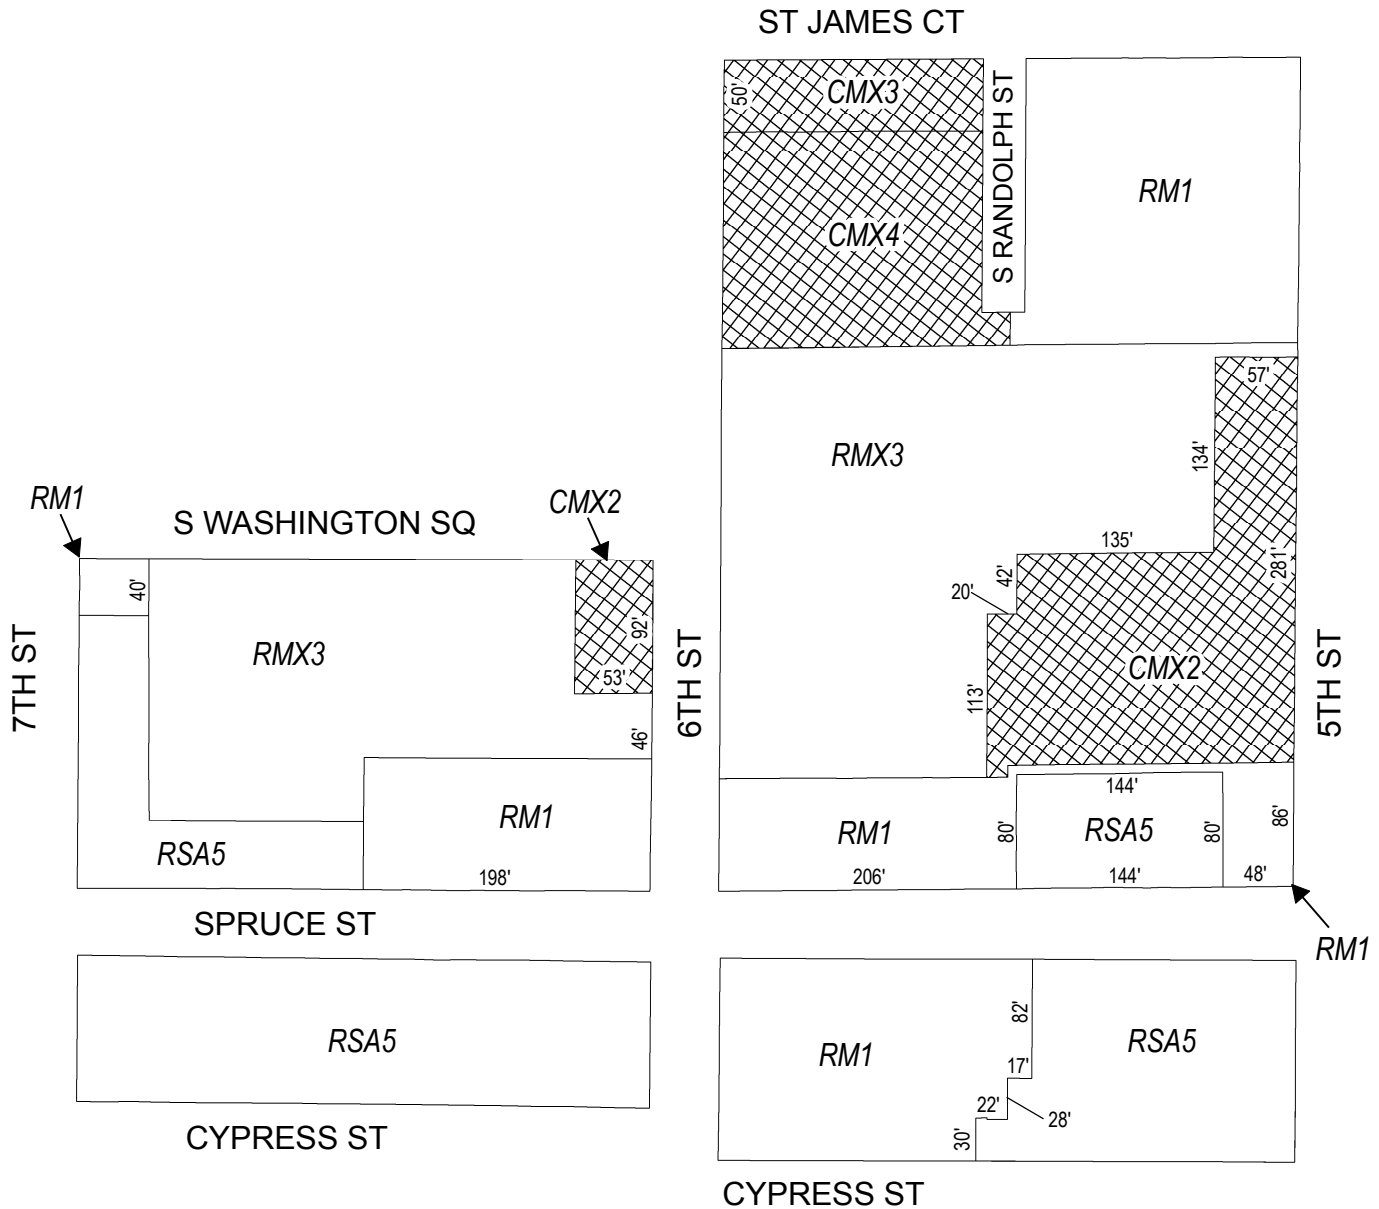 ST JAMES CT
50'
CMX3
S RANDOLPH ST
RM1
CMX4
57'
RMX3
134'
RM1
S WASHINGTON SQ
CMX2
135'
281'
40'
42'
20'
92'
RMX3
7TH ST
6TH ST
CMX2
5TH ST
53'
113'
46'
144'
RM1
RM1
80'
RSA5
80'
86'
RSA5
198'
206'
144'
48'
SPRUCE ST
RM1
82'
RSA5
RM1
RSA5
17'
22'
28'
30'
CYPRESS ST
CYPRESS ST